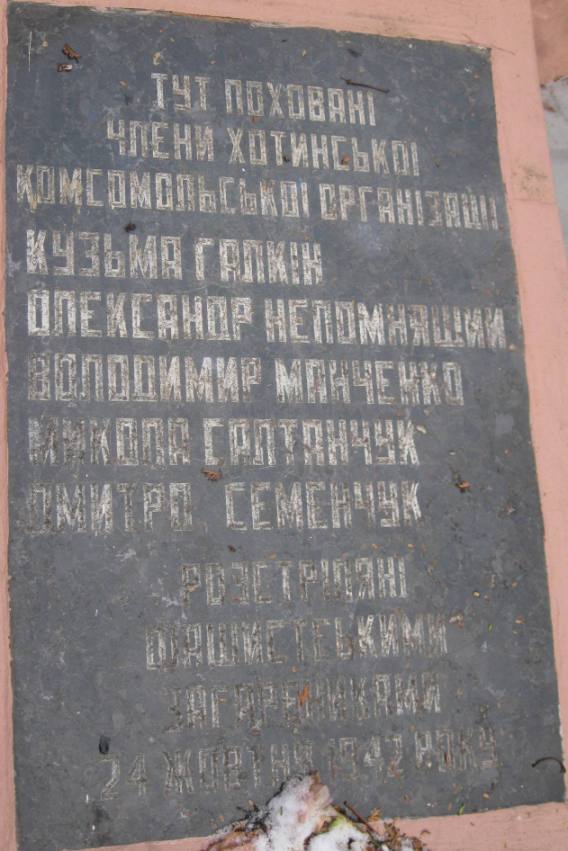 ТУТ ПОХОВАНІ
ЧЛЕНИ ХОТИНСЬКОЇ
КОМСОМОЛЬСЬКОЇ ОРГАНІЗАЦІЇ
КУЗЬМА ГАЛКІН
ОЛЕКСАНДР НЕПОМНЯЩИЙ
ВОЛОДИМИР МАНЧЕНКО
МИКОЛА САЛТАНЧУК
ДМИТРО СЕМЕНЧУК
РОЗСТРІЛЯНІ
ФАШИСТСЬКИМИ
ЗАГАРБНИКАМИ
24 ЖОВТНЯ 1942 РОКУ